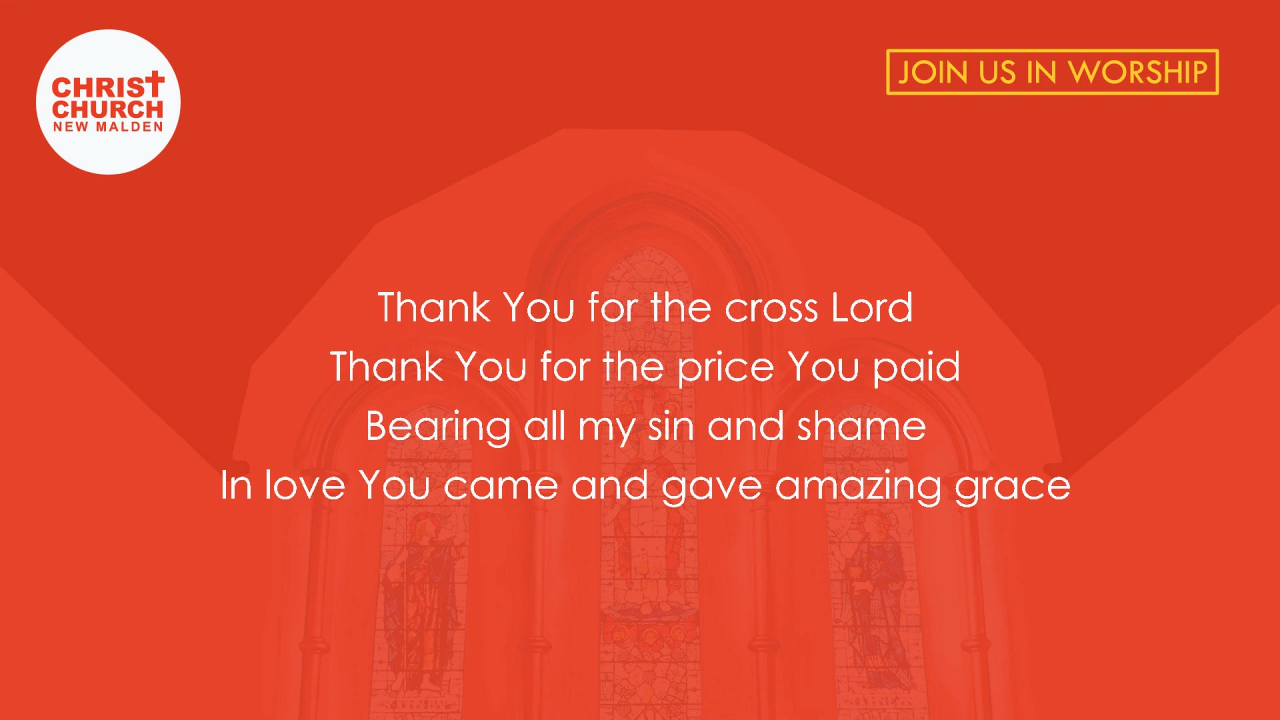 CHRIST
CHURCH
NEW MALDEN
JOIN US IN WORSHIP
Thank You for the cross Lord
Thank You for the price You paid
Bearing all my sin and shame
In love You came and gave amazing grace